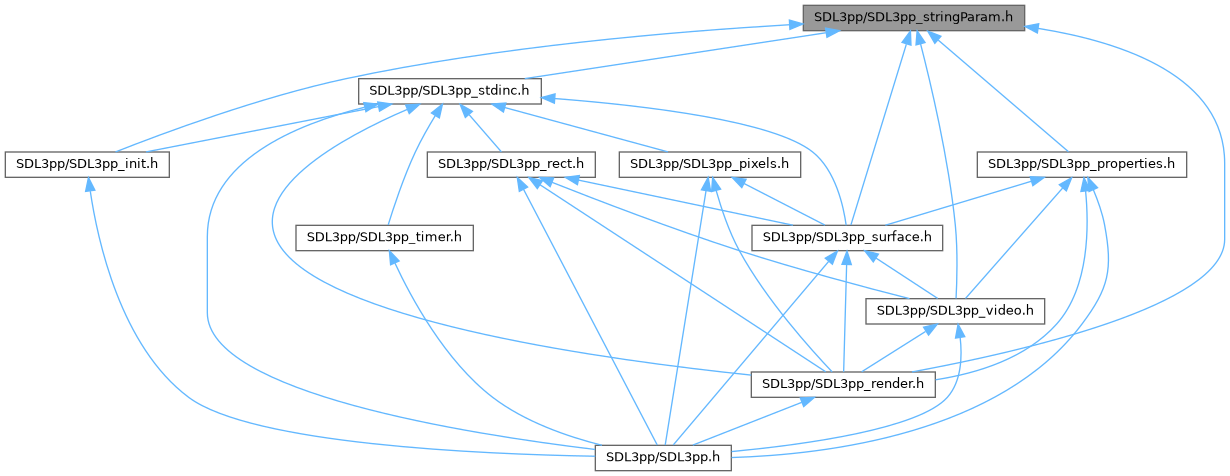 SDL3pp/SDL3pp_stringParam.h
SDL3pp/SDL3pp_stdinc.h
SDL3pp/SDL3pp_init.h
SDL3pp/SDL3pp_rect.h
SDL3pp/SDL3pp_pixels.h
SDL3pp/SDL3pp_properties.h
SDL3pp/SDL3pp_timer.h
SDL3pp/SDL3pp_surface.h
SDL3pp/SDL3pp_video.h
SDL3pp/SDL3pp_render.h
SDL3pp/SDL3pp.h